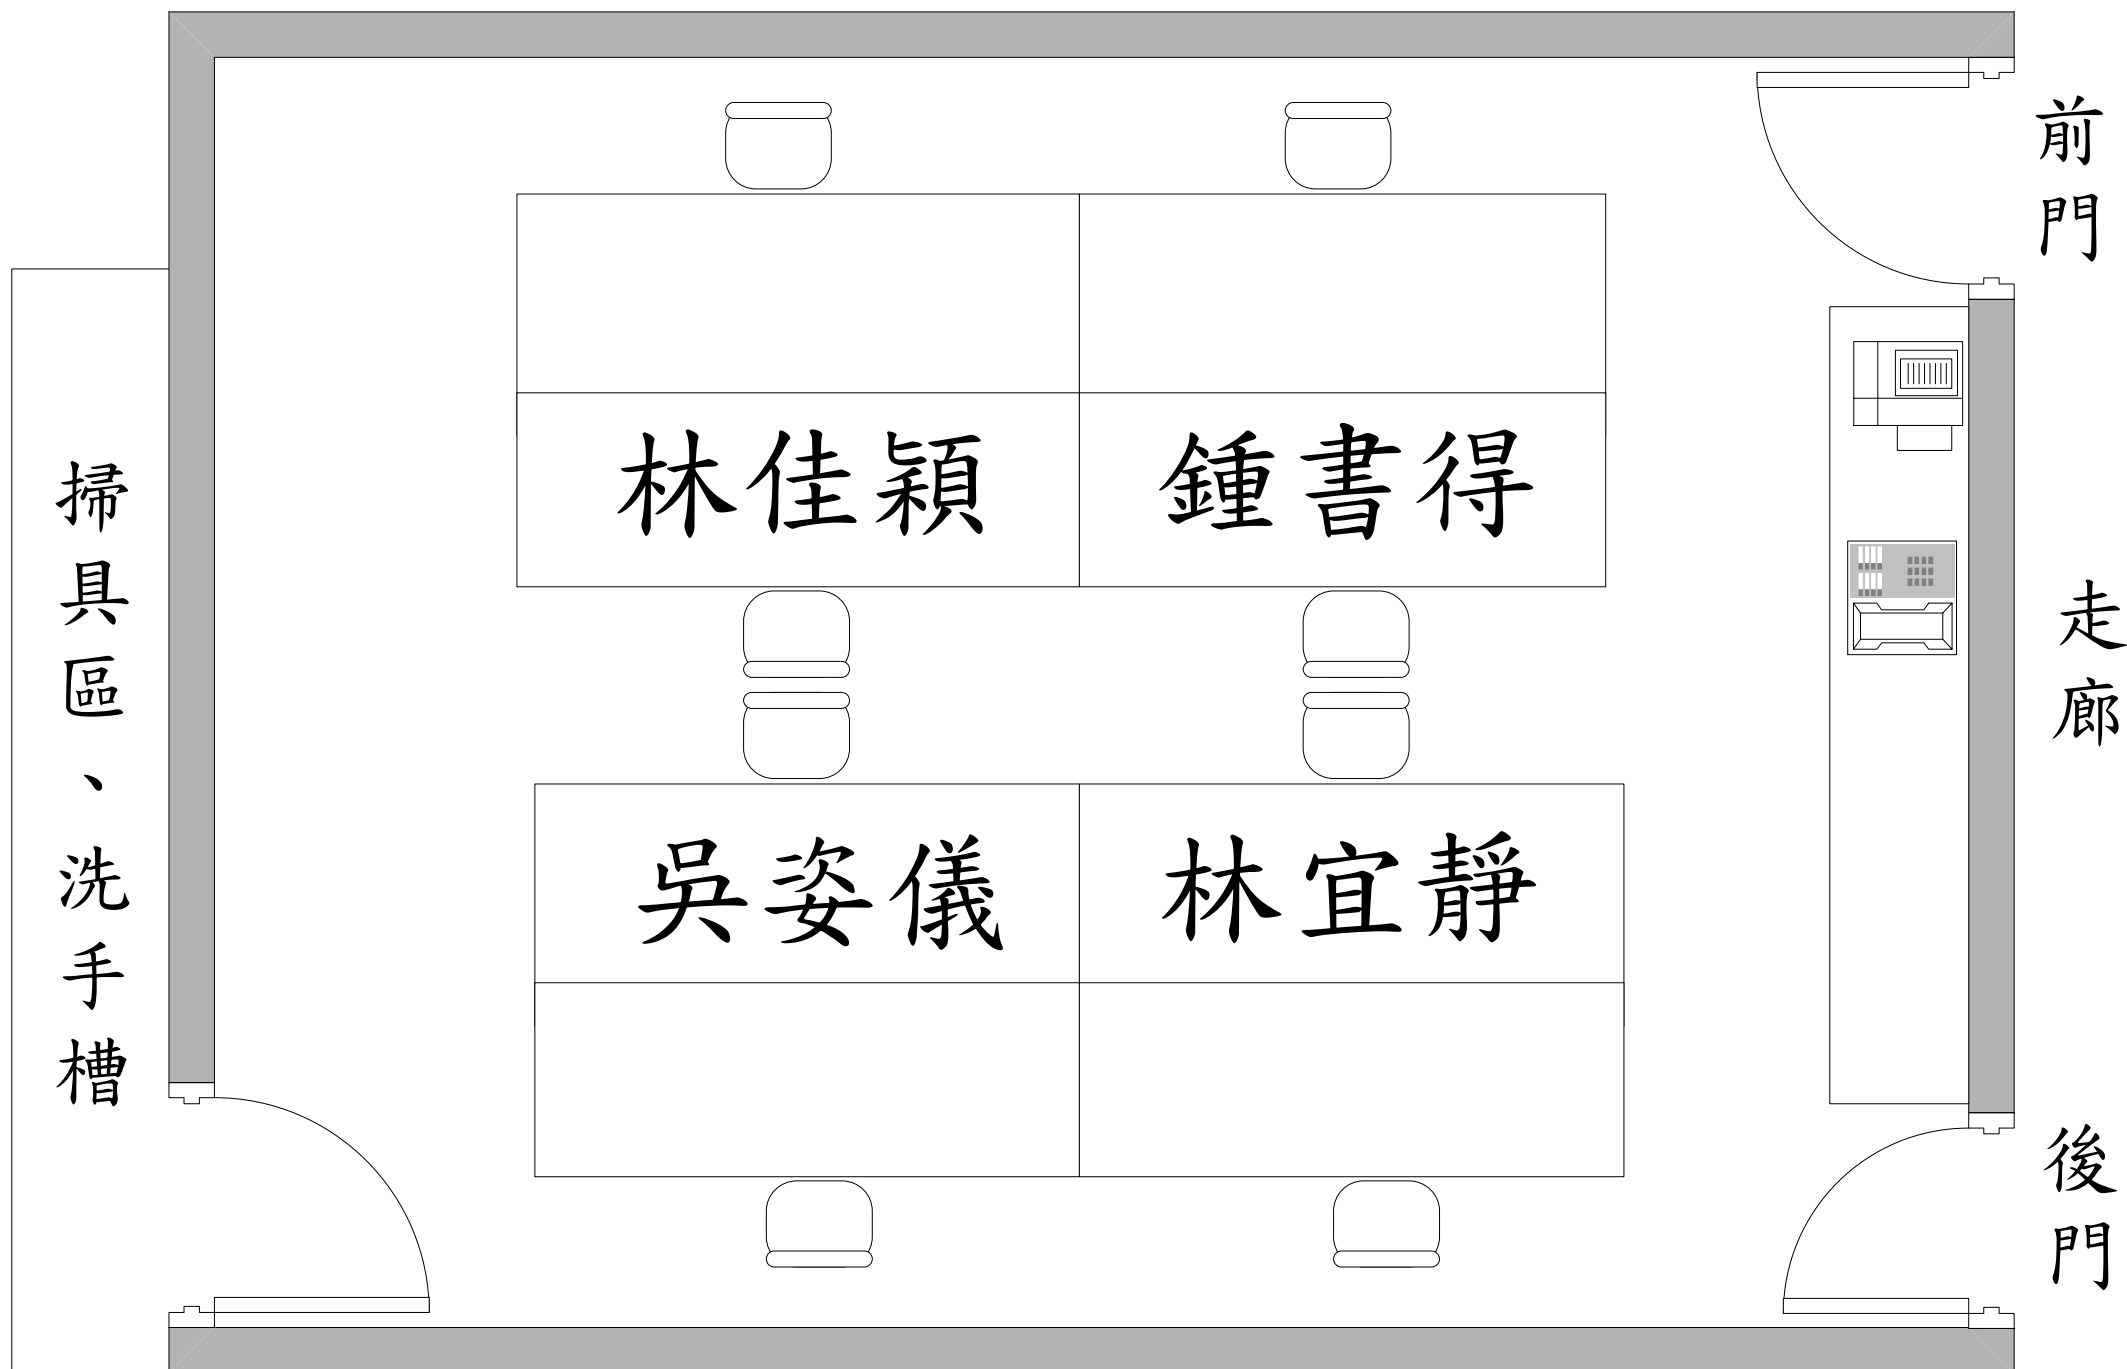 前門
林佳穎
鍾書得
掃具區、洗手槽
走廊
吳姿儀
林宜靜
後門